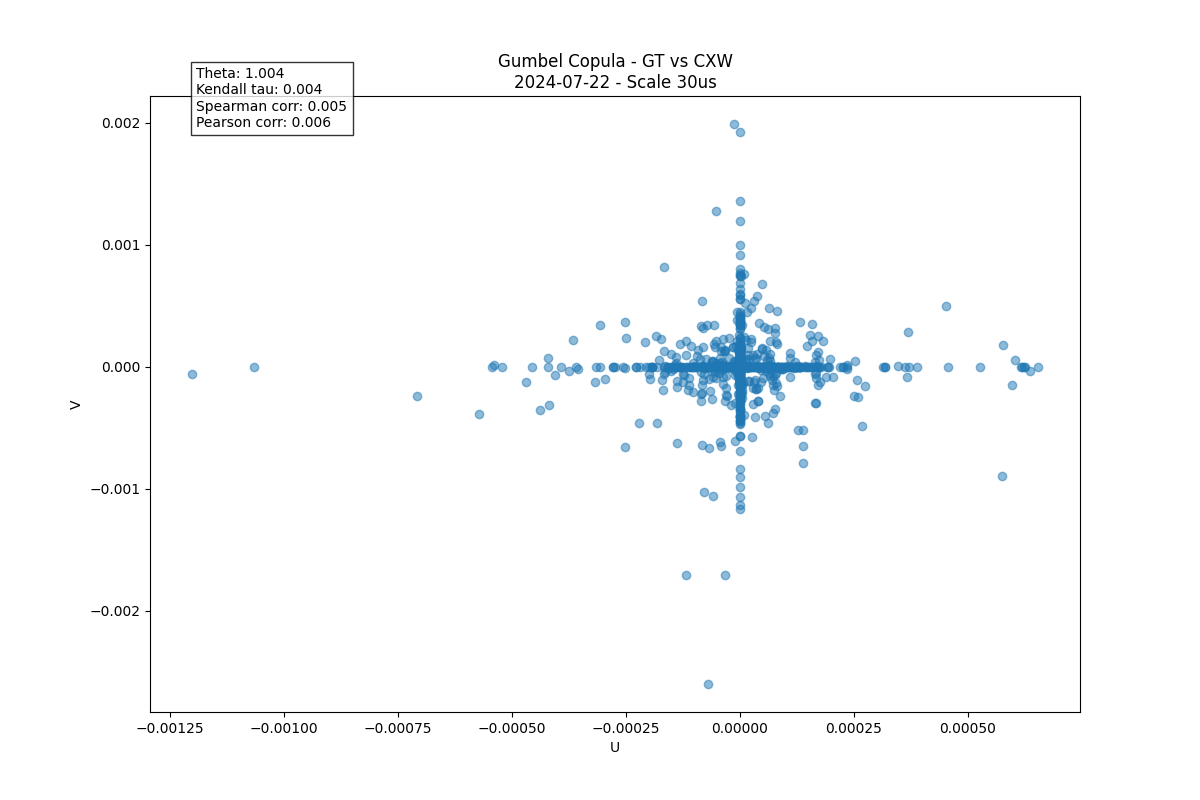 Gumbel Copula - GT vs CXW
2024-07-22 - Scale 30us
Theta: 1.004
Kendall tau: 0.004
Spearman corr: 0.005
Pearson corr: 0.006
0.002
0.001
0.000
−0.001
−0.002
V
−0.00125
−0.00100
−0.00075
−0.00050
−0.00025
0.00000
0.00025
0.00050
U